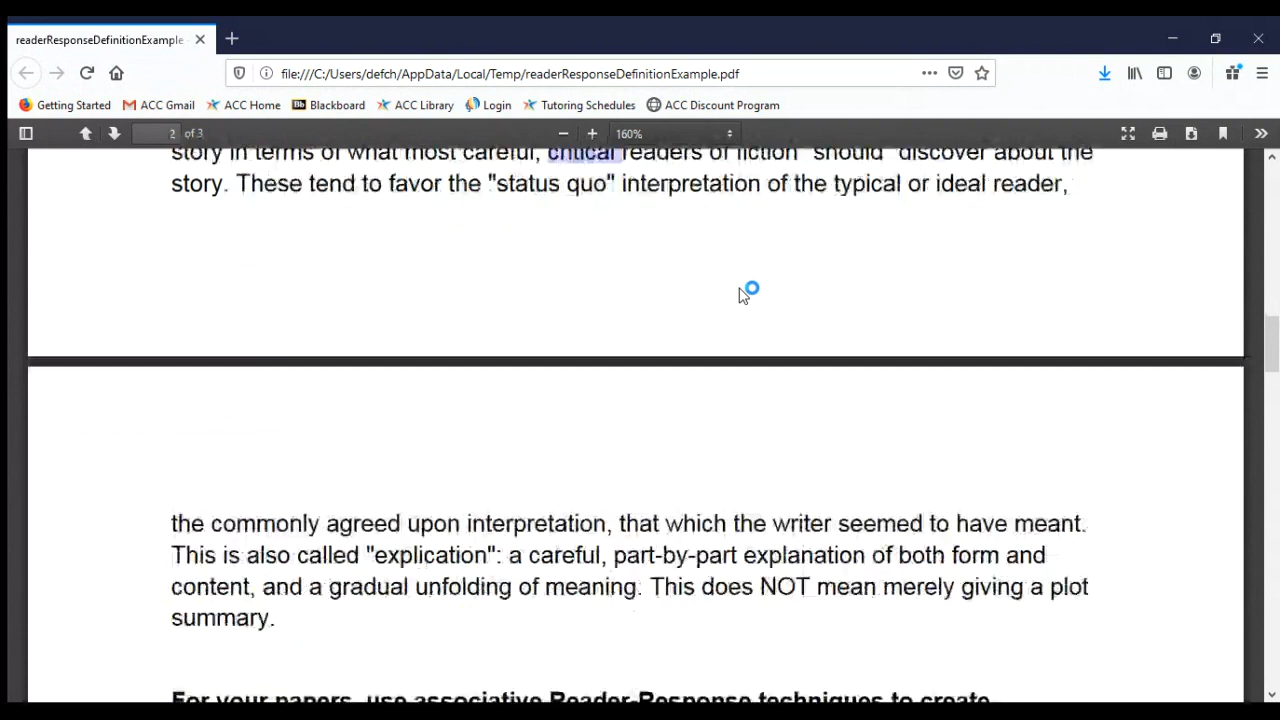 readerResponseDefinitionExample
file:///C:/Users/defch/AppData/Local/Temp/readerResponseDefinitionExample.pdf
Getting Started ACC Gmail Bb Blackboard ACC Home ACC Library Login Tutoring Schedules ACC Discount Program
2 of 3 160%
story in terms of what most careful, critical readers of fiction "should" discover about the
story. These tend to favor the "status quo" interpretation of the typical or ideal reader,
the commonly agreed upon interpretation, that which the writer seemed to have meant.
This is also called "explication": a careful, part-by-part explanation of both form and
content, and a gradual unfolding of meaning. This does NOT mean merely giving a plot
summary.
For your papers, use associative Reader-Response techniques to create